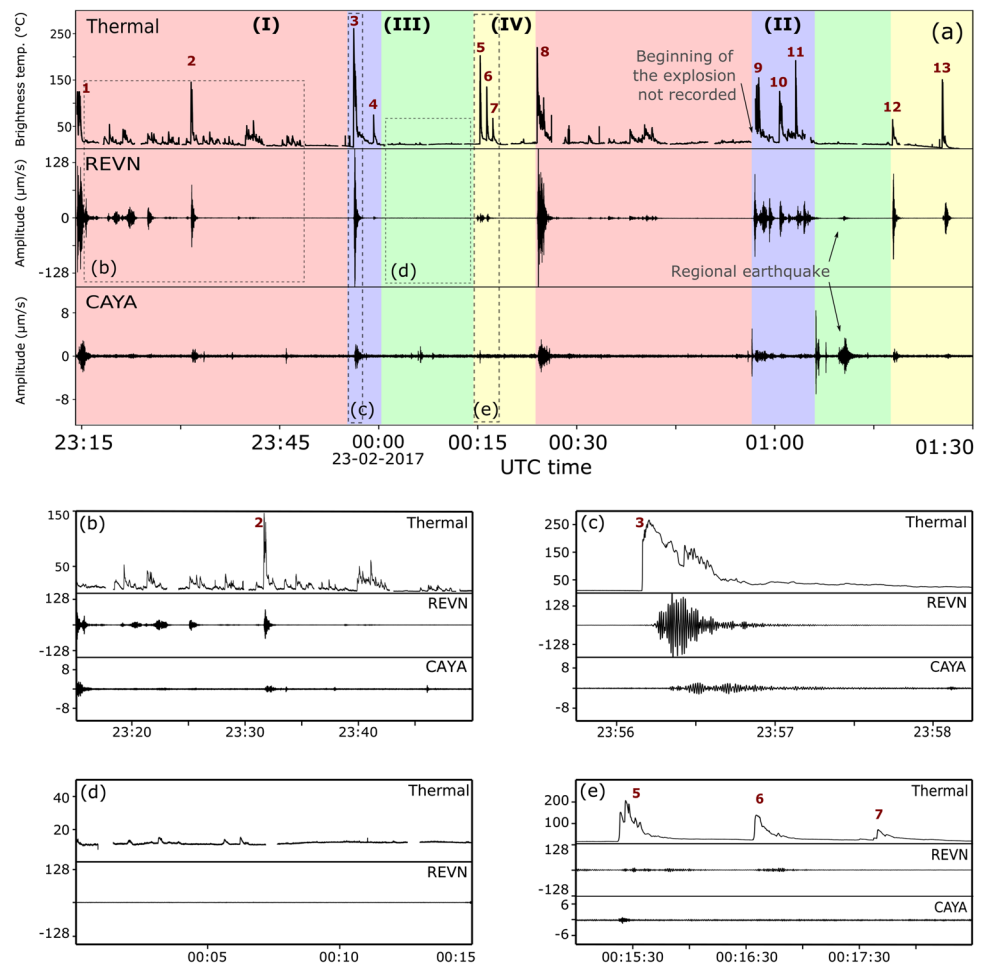 Thermal (I) (III) (IV) (II) (a)
Brightness temp. (°C)
250
150
50
1
2
3
4
5
6
7
8
9
10
11
12
13
Beginning of
the explosion
not recorded
REVN
Amplitude (μm/s)
128
0
-128
(b)
(d)
Regional earthquake
CAYA
Amplitude (μm/s)
8
0
-8
(c)
(e)
23:15 23:45 00:00 00:15 00:30 01:00 01:30
23-02-2017
UTC time
(b) 2 Thermal
150
50
REVN
128
-128
CAYA
8
-8
23:20 23:30 23:40
(c) 3 Thermal
250
150
50
REVN
128
-128
CAYA
8
-8
23:56 23:57 23:58
(d) Thermal
40
20
REVN
128
-128
00:05 00:10 00:15
(e) 5 6 7 Thermal
200
100
REVN
128
-128
CAYA
6
-6
00:15:30 00:16:30 00:17:30